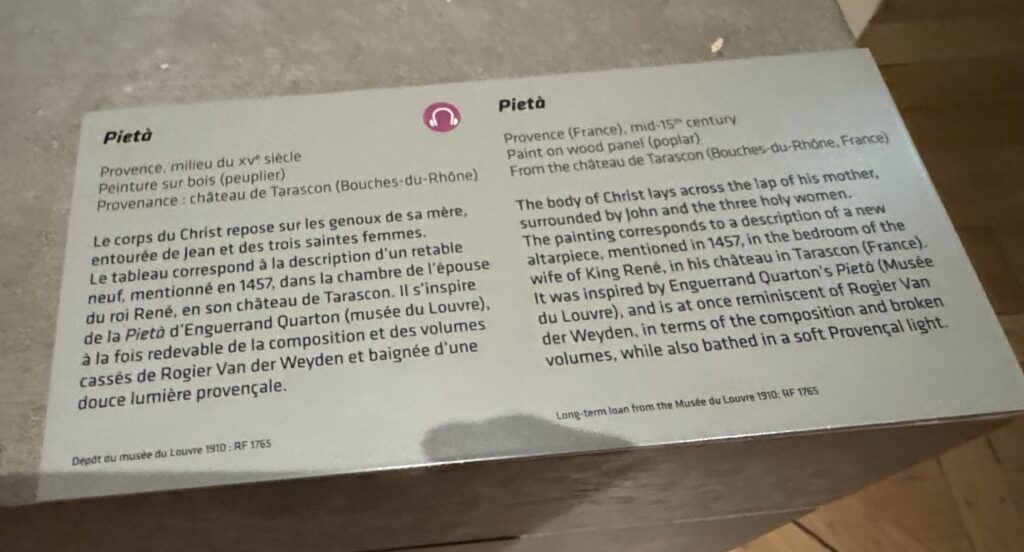 Pietà
Provence, milieu du XVe siècle
Peinture sur bois (peuplier)
Provenance : château de Tarascon (Bouches-du-Rhône)
Le corps du Christ repose sur les genoux de sa mère,
entourée de Jean et des trois saintes femmes.
Le tableau correspond à la description d'un retable
neuf, mentionné en 1457, dans la chambre de l'épouse
du roi René, en son château de Tarascon. Il s'inspire
de la Pietà d'Enguerrand Quarton (musée du Louvre),
à la fois redevable de la composition et des volumes
cassés de Rogier Van der Weyden et baignée d'une
douce lumière provençale.
Dépôt du musée du Louvre 1910 ; RF 1765
Pietà
Provence (France), mid-15th century
Paint on wood panel (poplar)
From the château de Tarascon (Bouches-du-Rhône, France)
The body of Christ lays across the lap of his mother,
surrounded by John and the three holy women.
The painting corresponds to a description of a new
altarpiece, mentioned in 1457, in the bedroom of the
wife of King René, in his château in Tarascon (France).
It was inspired by Enguerrand Quarton's Pietà (Musée
du Louvre), and is at once reminiscent of Rogier Van
der Weyden, in terms of the composition and broken
volumes, while also bathed in a soft Provençal light.
Long-term loan from the Musée du Louvre 1910; RF 1765